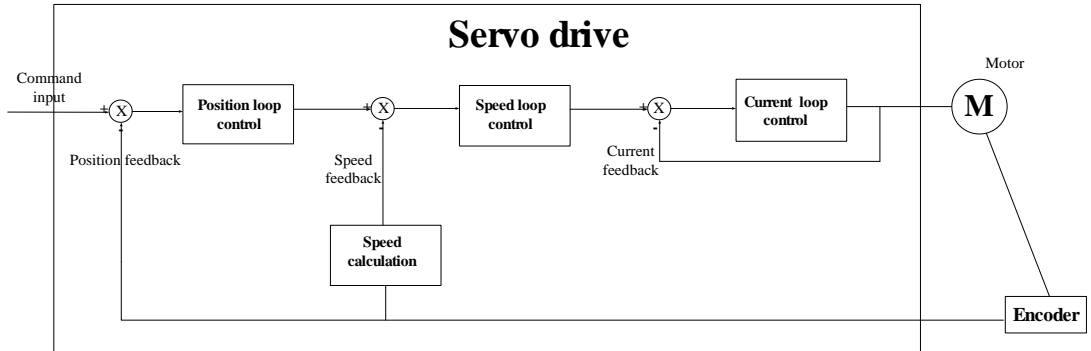 Servo drive
Command
input
+
X
-
Position feedback
Position loop
control
X
-
Speed
feedback
Speed
calculation
Speed loop
control
+
X
-
Current
feedback
Current loop
control
Motor
M
Encoder